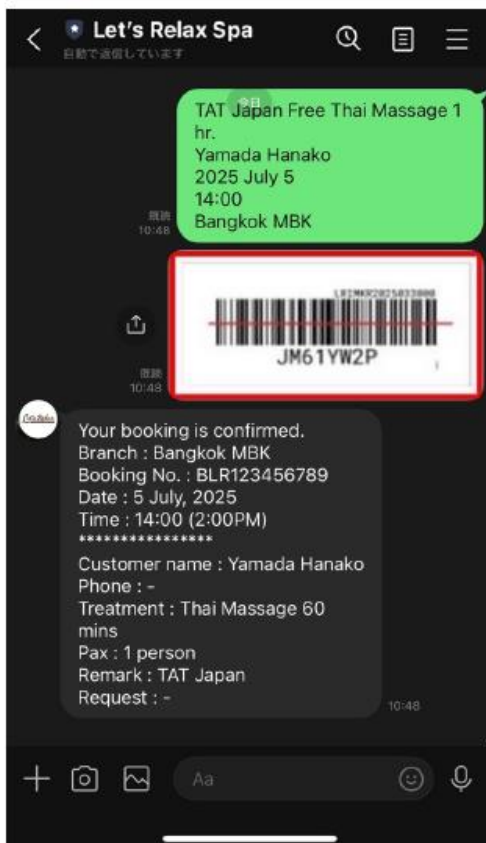 Let's Relax Spa
自動で返信しています
今日
TAT Japan Free Thai Massage 1
hr.
Yamada Hanako
2025 July 5
14:00
Bangkok MBK
既読
10:48
JM61YW2P
既読
10:48
Your booking is confirmed.
Branch : Bangkok MBK
Booking No. : BLR123456789
Date : 5 July, 2025
Time : 14:00 (2:00PM)
****************
Customer name : Yamada Hanako
Phone : -
Treatment : Thai Massage 60
mins
Pax : 1 person
Remark : TAT Japan
Request : -
10:48
Aa